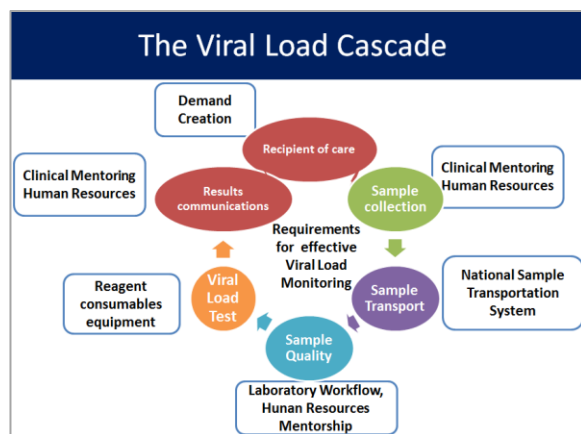 The Viral Load Cascade
Demand
Creation
Recipient of care
Clinical Mentoring
Human Resources
Results
communications
Sample
collection
Clinical Mentoring
Human Resources
Requirements
for effective
Viral Load
Monitoring
Reagent
consumables
equipment
Viral
Load
Test
Sample
Transport
National Sample
Transportation
System
Sample
Quality
Laboratory Workflow,
Hunan Resources
Mentorship